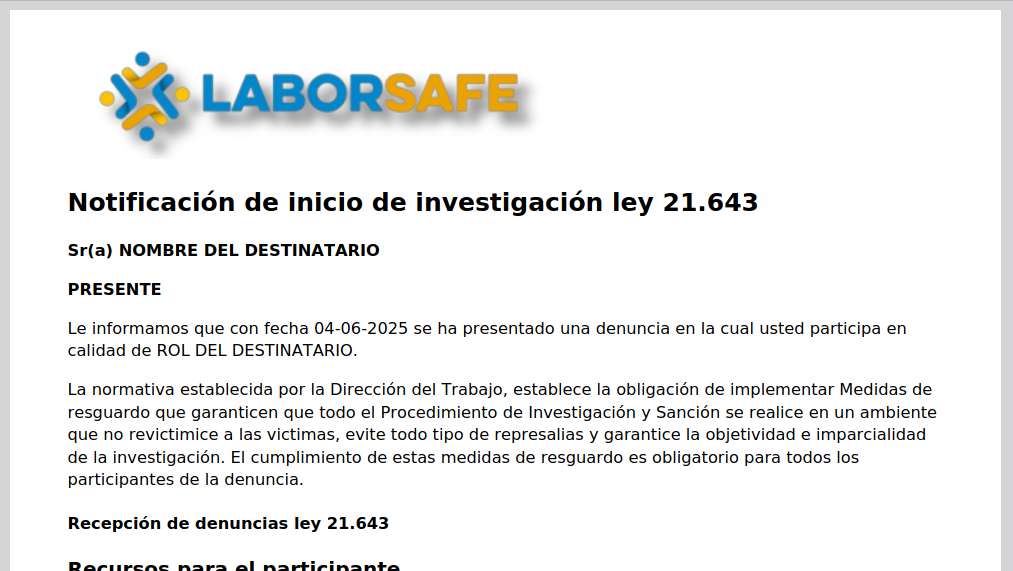 LABORSAFE
Notificación de inicio de investigación ley 21.643
Sr(a) NOMBRE DEL DESTINATARIO
PRESENTE
Le informamos que con fecha 04-06-2025 se ha presentado una denuncia en la cual usted participa en
calidad de ROL DEL DESTINATARIO.
La normativa establecida por la Dirección del Trabajo, establece la obligación de implementar Medidas de
resguardo que garanticen que todo el Procedimiento de Investigación y Sanción se realice en un ambiente
que no revictimice a las victimas, evite todo tipo de represalias y garantice la objetividad e imparcialidad
de la investigación. El cumplimiento de estas medidas de resguardo es obligatorio para todos los
participantes de la denuncia.
Recepción de denuncias ley 21.643
Recursos para el participante